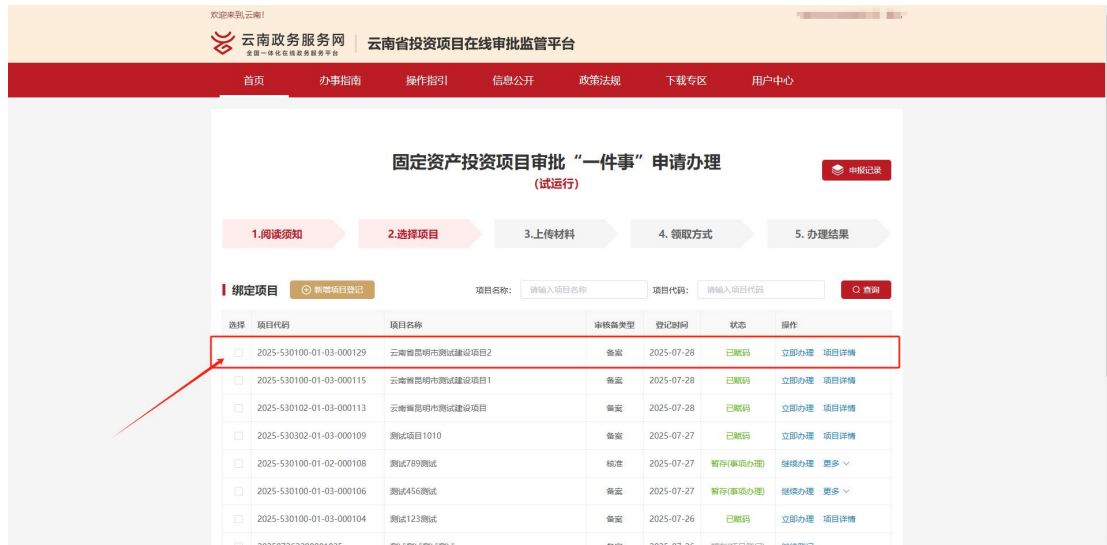 欢迎来到,云南!
云南政务服务网 云南省投资项目在线审批监管平台
全国一体化在线政务服务平台
首页 办事指南 操作指引 信息公开 政策法规 下载专区 用户中心
固定资产投资项目审批“一件事”申请办理
(试运行)
申报记录
1.阅读须知 2.选择项目 3.上传材料 4. 领取方式 5. 办理结果
绑定项目 新增项目登记 项目名称: 请输入项目名称 项目代码: 请输入项目代码 查询
选择 项目代码 项目名称 审核备类型 登记时间 状态 操作
2025-530100-01-03-000129 云南省昆明市测试建设项目2 备案 2025-07-28 已赋码 立即办理 项目详情
2025-530100-01-03-000115 云南省昆明市测试建设项目1 备案 2025-07-28 已赋码 立即办理 项目详情
2025-530102-01-03-000113 云南省昆明市测试建设项目 备案 2025-07-28 已赋码 立即办理 项目详情
2025-530302-01-03-000109 测试项目1010 备案 2025-07-27 已赋码 立即办理 项目详情
2025-530100-01-02-000108 测试789测试 核准 2025-07-27 暂存(事项办理) 继续办理 更多
2025-530100-01-03-000106 测试456测试 备案 2025-07-27 暂存(事项办理) 继续办理 更多
2025-530100-01-03-000104 测试123测试 备案 2025-07-26 已赋码 立即办理 项目详情